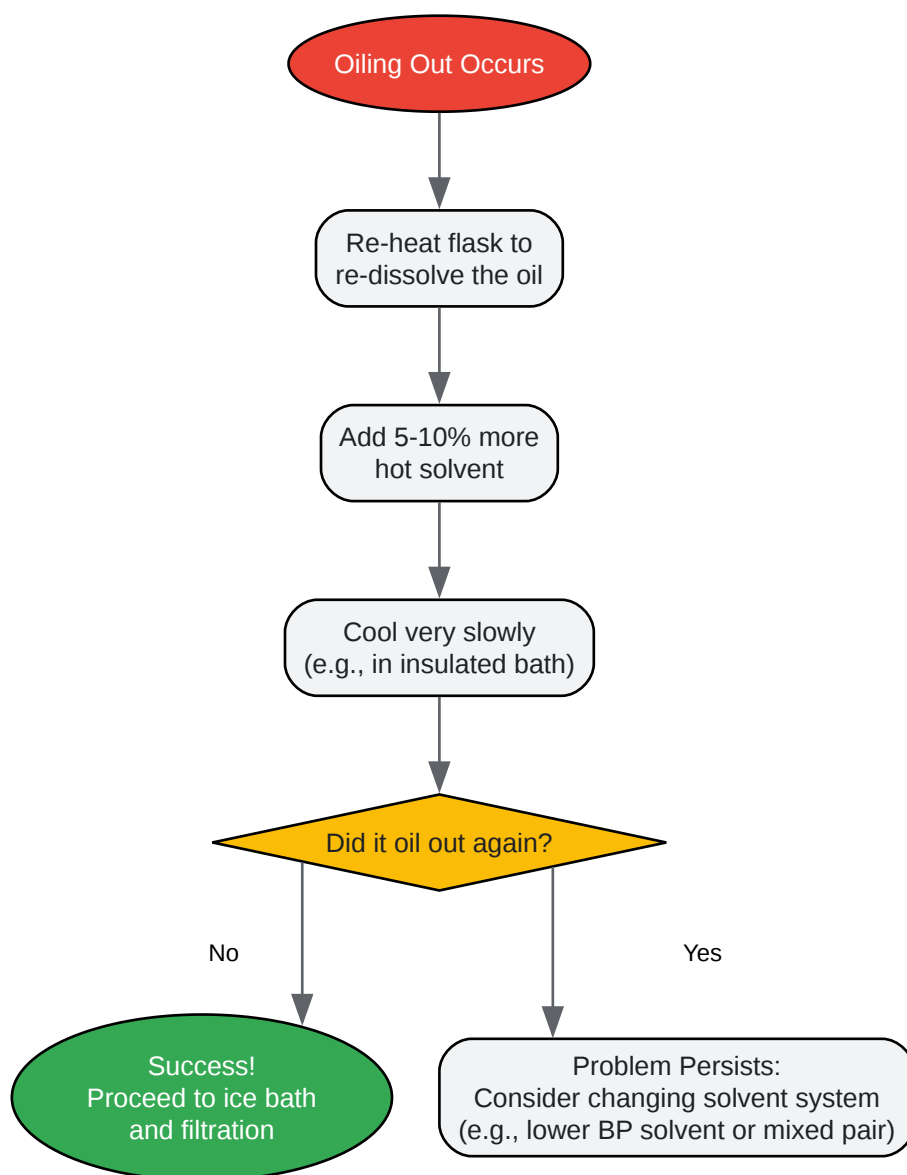 Oiling Out Occurs
Re-heat flask to
re-dissolve the oil
Add 5-10% more
hot solvent
Cool very slowly
(e.g., in insulated bath)
Did it oil out again?
No
Yes
Success!
Proceed to ice bath
and filtration
Problem Persists:
Consider changing solvent system
(e.g., lower BP solvent or mixed pair)